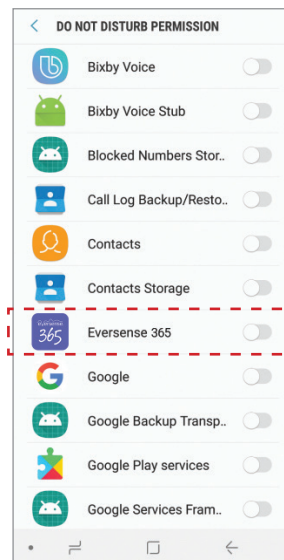 DO NOT DISTURB PERMISSION
Bixby Voice
Bixby Voice Stub
Blocked Numbers Stor..
Call Log Backup/Resto..
Contacts
Contacts Storage
365
Eversense 365
Google
Google Backup Transp..
Google Play services
Google Services Fram..